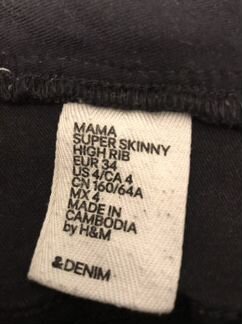 MAMA
SUPER SKINNY
HIGH RIB
EUR 34
US 4/CA 4
CN 160/64A
MX 4
MADE IN
CAMBODIA
by H&M
&DENIM